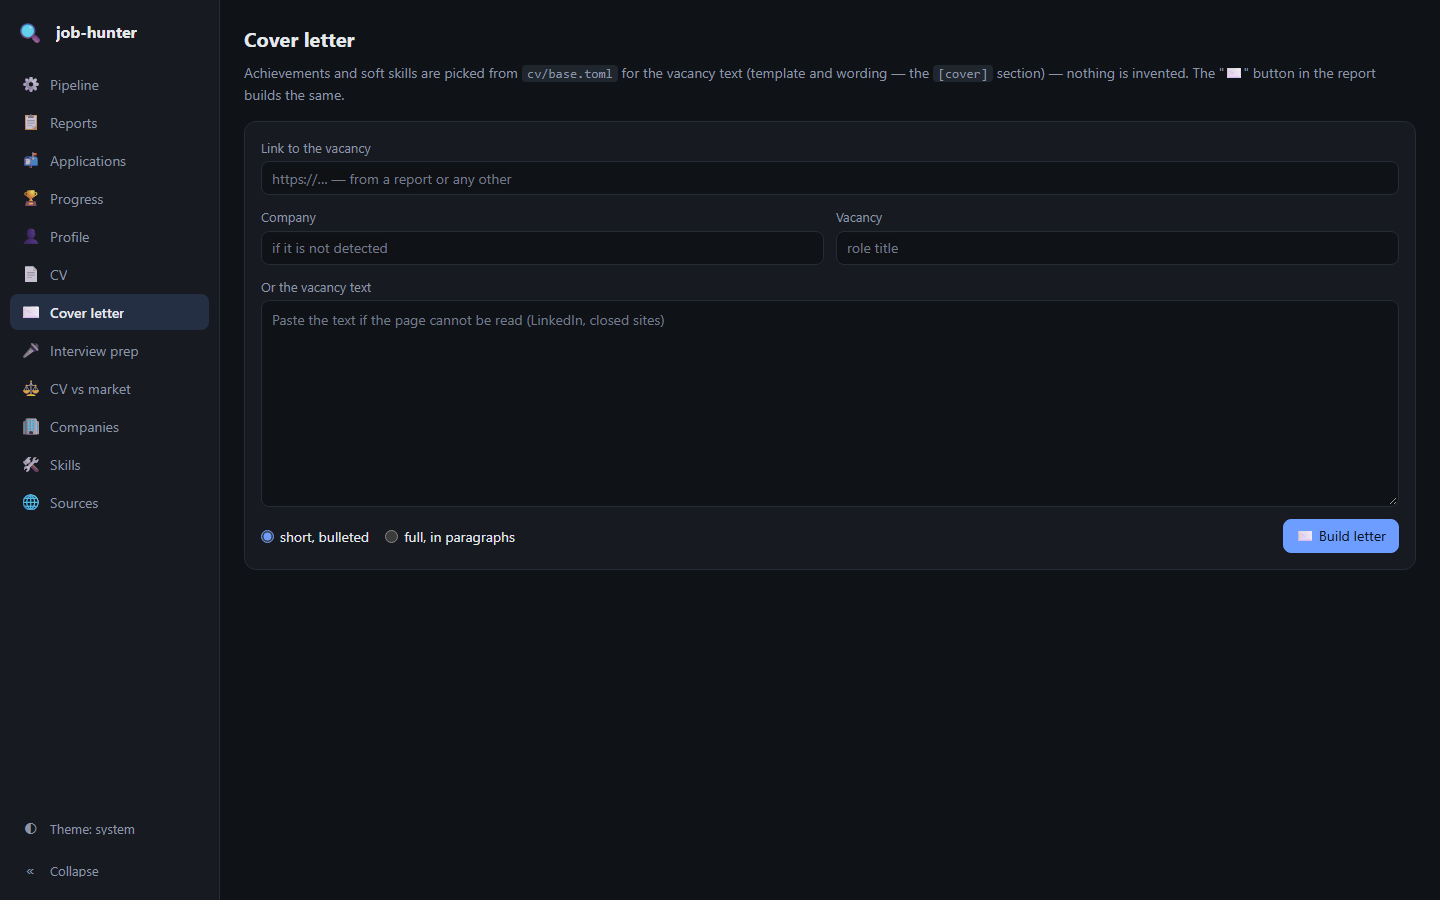 job-hunter
Pipeline
Reports
Applications
Progress
Profile
CV
Cover letter
Interview prep
CV vs market
Companies
Skills
Sources
Theme: system
« Collapse
Cover letter
Achievements and soft skills are picked from cv/base.toml for the vacancy text (template and wording — the [cover] section) — nothing is invented. The "✉️" button in the report
builds the same.
Link to the vacancy
https://... — from a report or any other
Company
if it is not detected
Vacancy
role title
Or the vacancy text
Paste the text if the page cannot be read (LinkedIn, closed sites)
short, bulleted
full, in paragraphs
Build letter